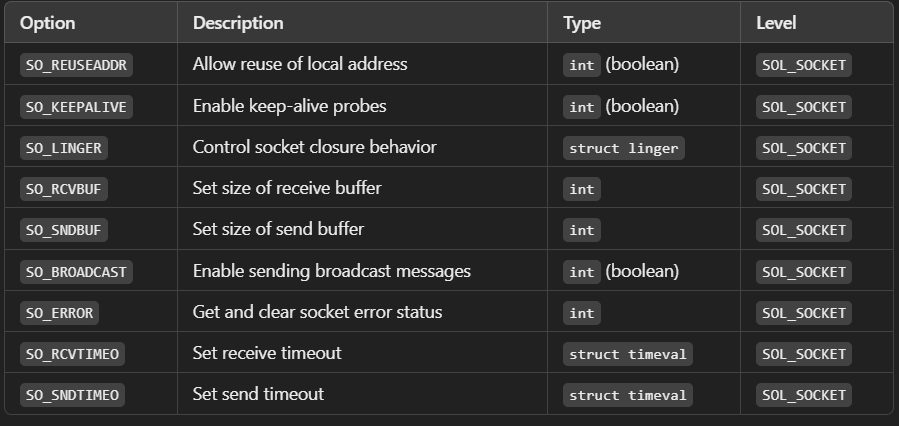 Option Description Type Level
SO_REUSEADDR Allow reuse of local address int (boolean) SOL_SOCKET
SO_KEEPALIVE Enable keep-alive probes int (boolean) SOL_SOCKET
SO_LINGER Control socket closure behavior struct linger SOL_SOCKET
SO_RCVBUF Set size of receive buffer int SOL_SOCKET
SO_SNDBUF Set size of send buffer int SOL_SOCKET
SO_BROADCAST Enable sending broadcast messages int (boolean) SOL_SOCKET
SO_ERROR Get and clear socket error status int SOL_SOCKET
SO_RCVTIMEO Set receive timeout struct timeval SOL_SOCKET
SO_SNDTIMEO Set send timeout struct timeval SOL_SOCKET